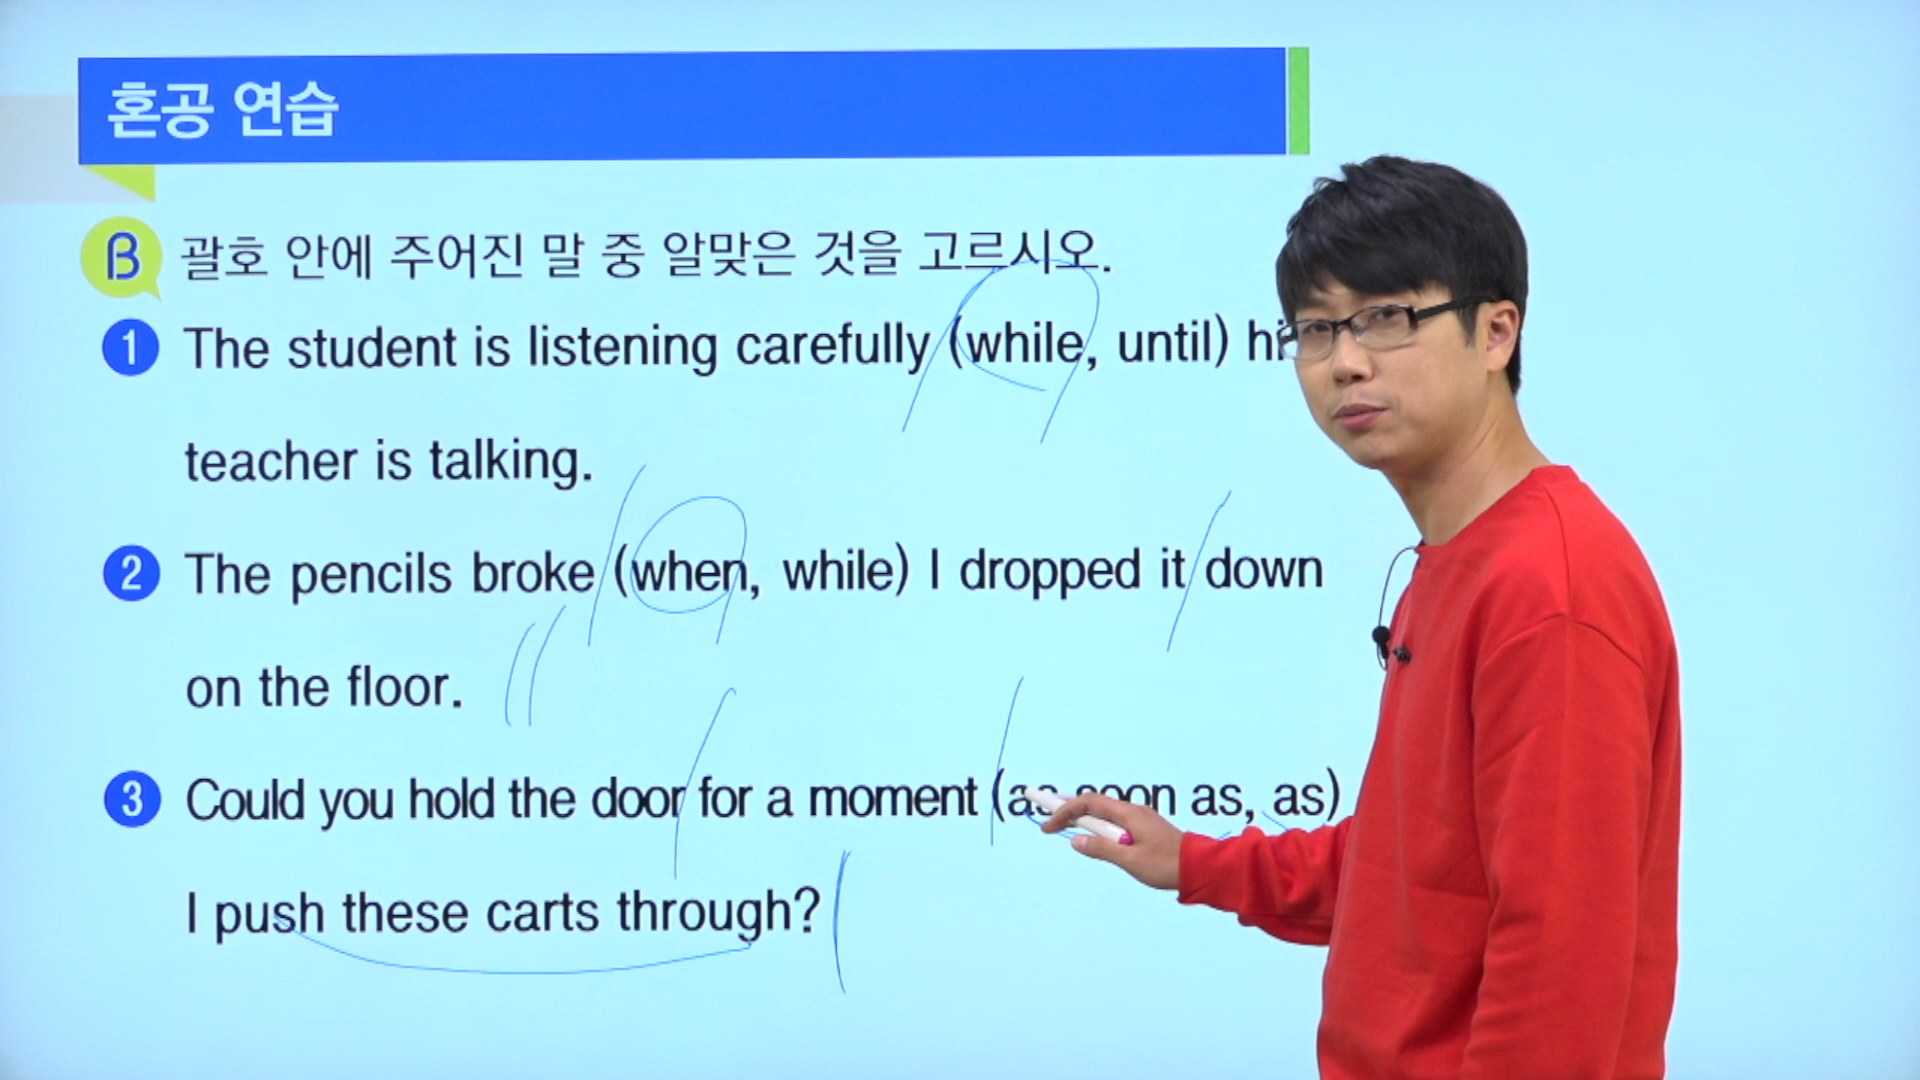 혼공 연습
B 괄호 안에 주어진 말 중 알맞은 것을 고르시오.
1 The student is listening carefully (while, until)
teacher is talking.
2 The pencils broke (when, while) I dropped it down
on the floor.
3 Could you hold the door for a moment (as soon as, as)
I push these carts through?